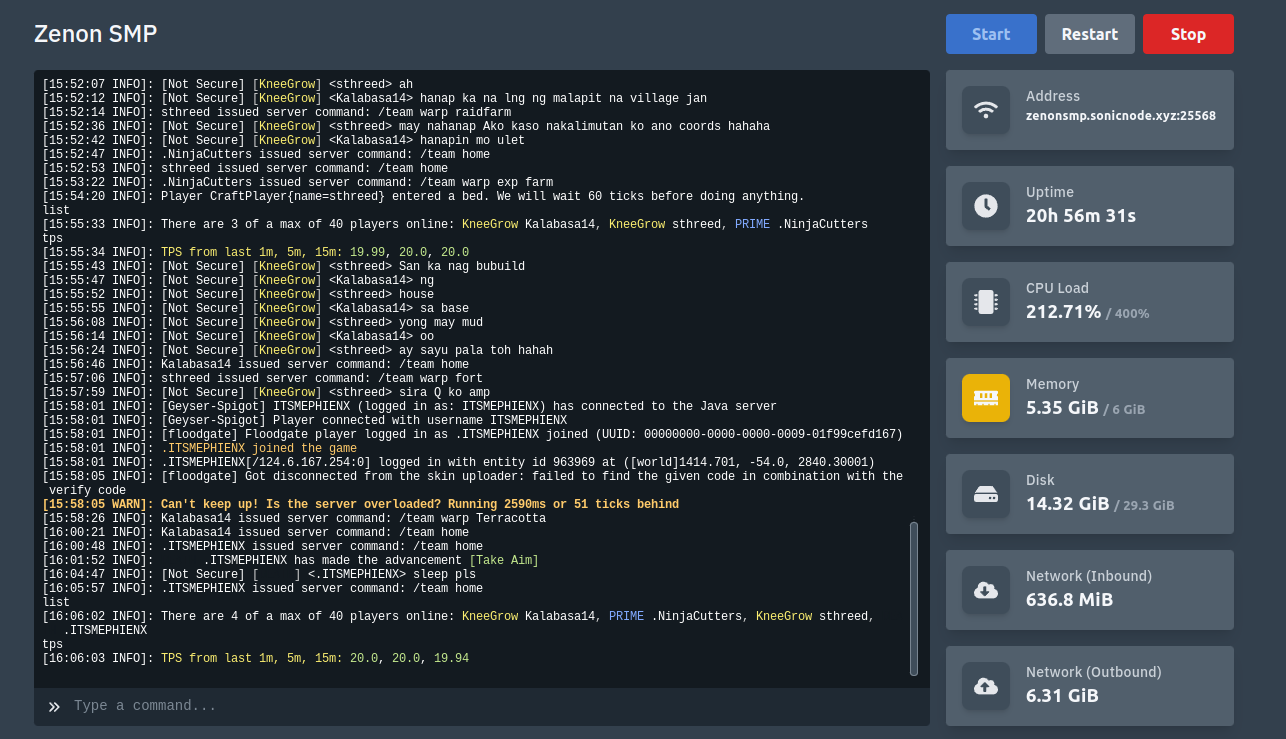 Zenon SMP
Start
Restart
Stop
[15:52:07 INFO]: [Not Secure] [KneeGrow] <sthreed> ah
[15:52:12 INFO]: [Not Secure] [KneeGrow] <Kalabasa14> hanap ka na lng ng malapit na village jan
[15:52:14 INFO]: sthreed issued server command: /team warp raidfarm
[15:52:36 INFO]: [Not Secure] [KneeGrow] <sthreed> may nahanap Ako kaso nakalimutan ko ano coords hahaha
[15:52:42 INFO]: [Not Secure] [KneeGrow] <Kalabasa14> hanapin mo ulet
[15:52:47 INFO]: .NinjaCutters issued server command: /team home
[15:52:53 INFO]: sthreed issued server command: /team home
[15:53:22 INFO]: .NinjaCutters issued server command: /team warp exp farm
[15:54:20 INFO]: Player CraftPlayer{name=sthreed} entered a bed. We will wait 60 ticks before doing anything.
list
[15:55:33 INFO]: There are 3 of a max of 40 players online: KneeGrow Kalabasa14, KneeGrow sthreed, PRIME .NinjaCutters
tps
[15:55:34 INFO]: TPS from last 1m, 5m, 15m: 19.99, 20.0, 20.0
[15:55:43 INFO]: [Not Secure] [KneeGrow] <sthreed> San ka nag bubuild
[15:55:47 INFO]: [Not Secure] [KneeGrow] <Kalabasa14> ng
[15:55:52 INFO]: [Not Secure] [KneeGrow] <sthreed> house
[15:55:55 INFO]: [Not Secure] [KneeGrow] <Kalabasa14> sa base
[15:56:08 INFO]: [Not Secure] [KneeGrow] <sthreed> yong may mud
[15:56:14 INFO]: [Not Secure] [KneeGrow] <Kalabasa14> oo
[15:56:24 INFO]: [Not Secure] [KneeGrow] <sthreed> ay sayu pala toh hahah
[15:56:46 INFO]: Kalabasa14 issued server command: /team home
[15:57:06 INFO]: sthreed issued server command: /team warp fort
[15:57:59 INFO]: [Not Secure] [KneeGrow] <sthreed> sira Q ko amp
[15:58:01 INFO]: [Geyser-Spigot] ITSMEPHIENX (logged in as: ITSMEPHIENX) has connected to the Java server
[15:58:01 INFO]: [Geyser-Spigot] Player connected with username ITSMEPHIENX
[15:58:01 INFO]: [floodgate] Floodgate player logged in as .ITSMEPHIENX joined (UUID: 00000000-0000-0000-0009-01f99cefd167)
[15:58:01 INFO]: .ITSMEPHIENX joined the game
[15:58:01 INFO]: .ITSMEPHIENX[/124.6.167.254:0] logged in with entity id 963969 at ([world]1414.701, -54.0, 2840.30001)
[15:58:05 INFO]: [floodgate] Got disconnected from the skin uploader: failed to find the given code in combination with the
verify code
[15:58:05 WARN]: Can't keep up! Is the server overloaded? Running 2590ms or 51 ticks behind
[15:58:26 INFO]: Kalabasa14 issued server command: /team warp Terracotta
[16:00:21 INFO]: Kalabasa14 issued server command: /team home
[16:00:48 INFO]: .ITSMEPHIENX issued server command: /team home
[16:01:52 INFO]: .ITSMEPHIENX has made the advancement [Take Aim]
[16:04:47 INFO]: [Not Secure] [ ] <.ITSMEPHIENX> sleep pls
[16:05:57 INFO]: .ITSMEPHIENX issued server command: /team home
list
[16:06:02 INFO]: There are 4 of a max of 40 players online: KneeGrow Kalabasa14, PRIME .NinjaCutters, KneeGrow sthreed,
.ITSMEPHIENX
tps
[16:06:03 INFO]: TPS from last 1m, 5m, 15m: 20.0, 20.0, 19.94
Type a command...
Address
zenonsmp.sonicnode.xyz:25568
Uptime
20h 56m 31s
CPU Load
212.71% / 400%
Memory
5.35 GiB / 6 GiB
Disk
14.32 GiB / 29.3 GiB
Network (Inbound)
636.8 MiB
Network (Outbound)
6.31 GiB